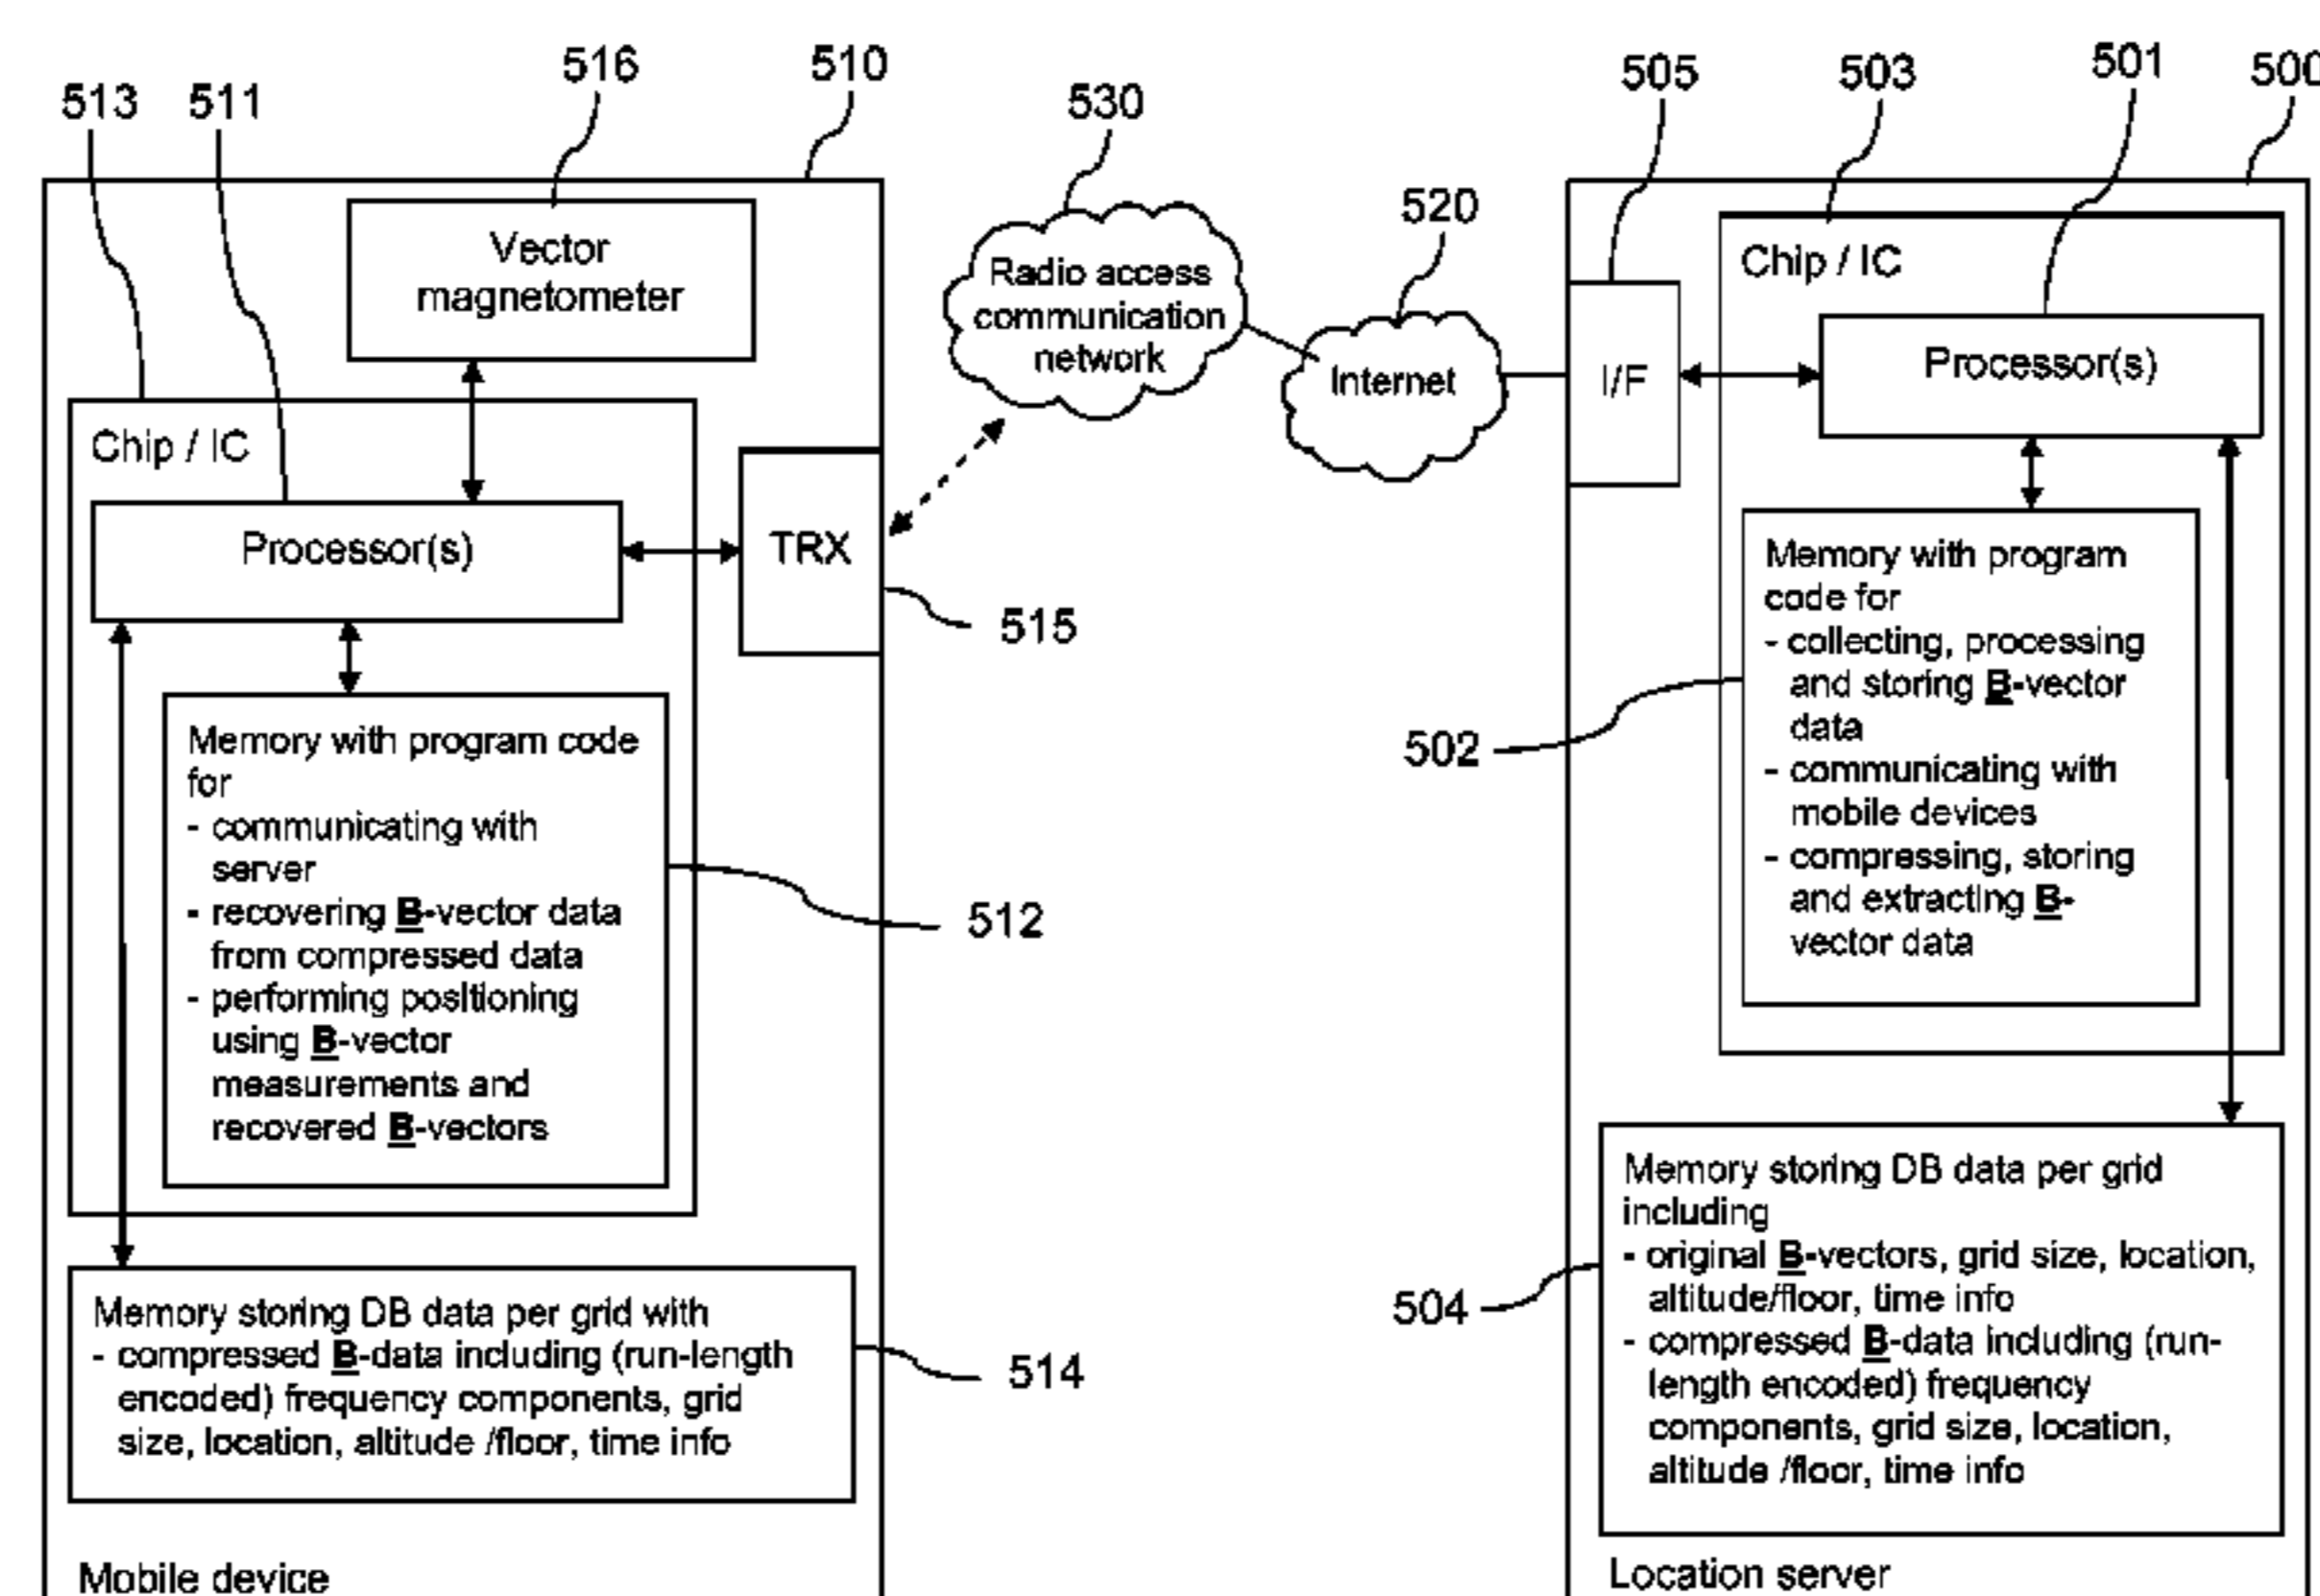 513
511
516
510
530
520
505
503
501
500
Vector
magnetometer
Chip / IC
Processor(s)
TRX
515
Memory with program code
for
- communicating with
server
- recovering B-vector data
from compressed data
- performing positioning
using B-vector
measurements and
recovered B-vectors
512
Memory storing DB data per grid with
- compressed B-data including (run-length
encoded) frequency components, grid
size, location, altitude /floor, time info
514
Mobile device
Radio access
communication
network
Internet
I/F
Chip / IC
Processor(s)
Memory with program
code for
- collecting, processing
and storing B-vector
data
- communicating with
mobile devices
- compressing, storing
and extracting B-
vector data
502
Memory storing DB data per grid
including
- original B-vectors, grid size, location,
altitude/floor, time info
- compressed B-data including (run-
length encoded) frequency
components, grid size, location,
altitude /floor, time info
504
Location server